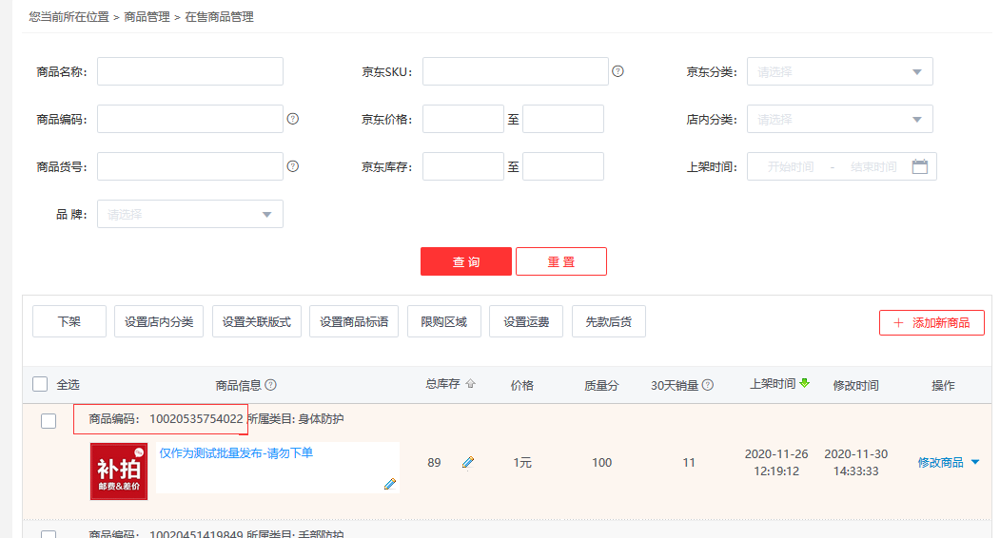 您当前所在位置 > 商品管理 > 在售商品管理
商品名称: 京东SKU: ? 京东分类: 请选择
商品编码: ? 京东价格: 至 店内分类: 请选择
商品货号: ? 京东库存: 至 上架时间: 开始时间 - 结束时间
品 牌: 请选择
查 询 重 置
下架 设置店内分类 设置关联版式 设置商品标语 限购区域 设置运费 先款后货 + 添加新商品
全选 商品信息 ? 总库存 价格 质量分 30天销量 ? 上架时间 修改时间 操作
商品编码: 10020535754022 所属类目: 身体防护
补拍
邮费&差价
仅作为测试批量发布-请勿下单
89 1元 100 11 2020-11-26 12:19:12 2020-11-30 14:33:33 修改商品
商品编码: 10020451419849 所属类目: 手部防护